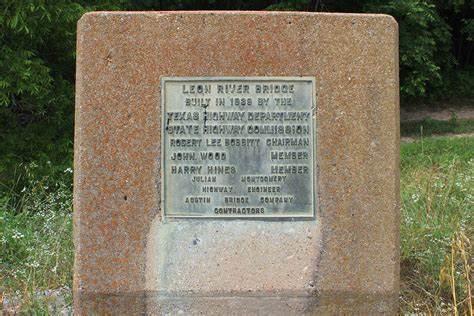 LEON RIVER BRIDGE
BUILT IN 1938 BY THE
TEXAS HIGHWAY DEPARTMENT
STATE HIGHWAY COMMISSION
ROBERT LEE BOBBITT CHAIRMAN
JOHN WOOD MEMBER
HARRY HINES MEMBER
JULIAN MONTGOMERY
HIGHWAY ENGINEER
AUSTIN BRIDGE COMPANY
CONTRACTORS